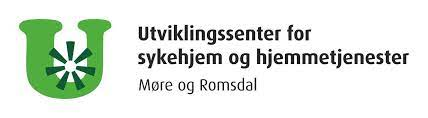 Utviklingssenter for
sykehjem og hjemmetjenester
Møre og Romsdal